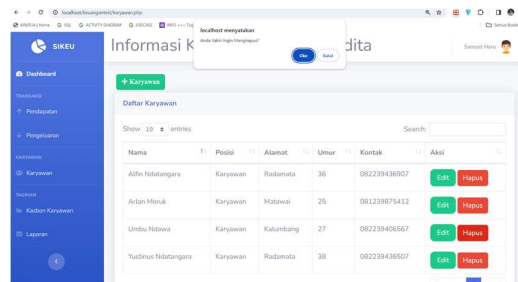 localhost/keuangantest/karyawan.php
SIKEU
Informasi K
dita
Samuel Heru
localhost menyatakan
Anda Yakin Ingin Menghapus?
Oke
Batal
Dashboard
+ Karyawan
TRANSAKSI
Daftar Karyawan
Pendapatan
Pengeluaran
Show 10 entries
Search:
KARYAWAN
Karyawan
Nama Posisi Alamat Umur Kontak Aksi
Alfin Ndatangara Karyawan Radamata 36 082239436907 Edit Hapus
Kasbon Karyawan
Arlan Moruk Karyawan Matawai 25 081239875412 Edit Hapus
Laporan
Umbu Ndawa Karyawan Kalumbang 27 082239406567 Edit Hapus
Yustinus Ndatangara Karyawan Radamata 38 082239436507 Edit Hapus